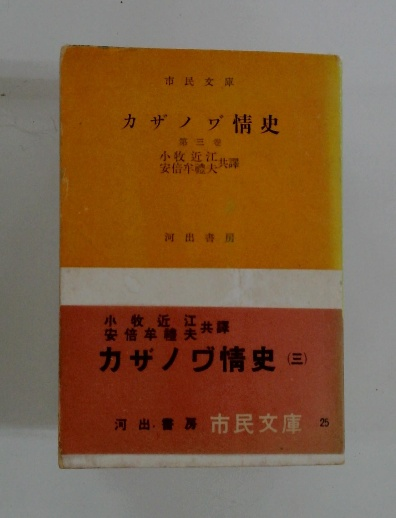 市民文庫
カザノヴ情史
第三巻
小牧近江
安倍牟禮夫 共譯
河出書房
小牧近江
安倍牟禮夫 共譯
カザノヴ情史 (三)
河出書房 市民文庫 25